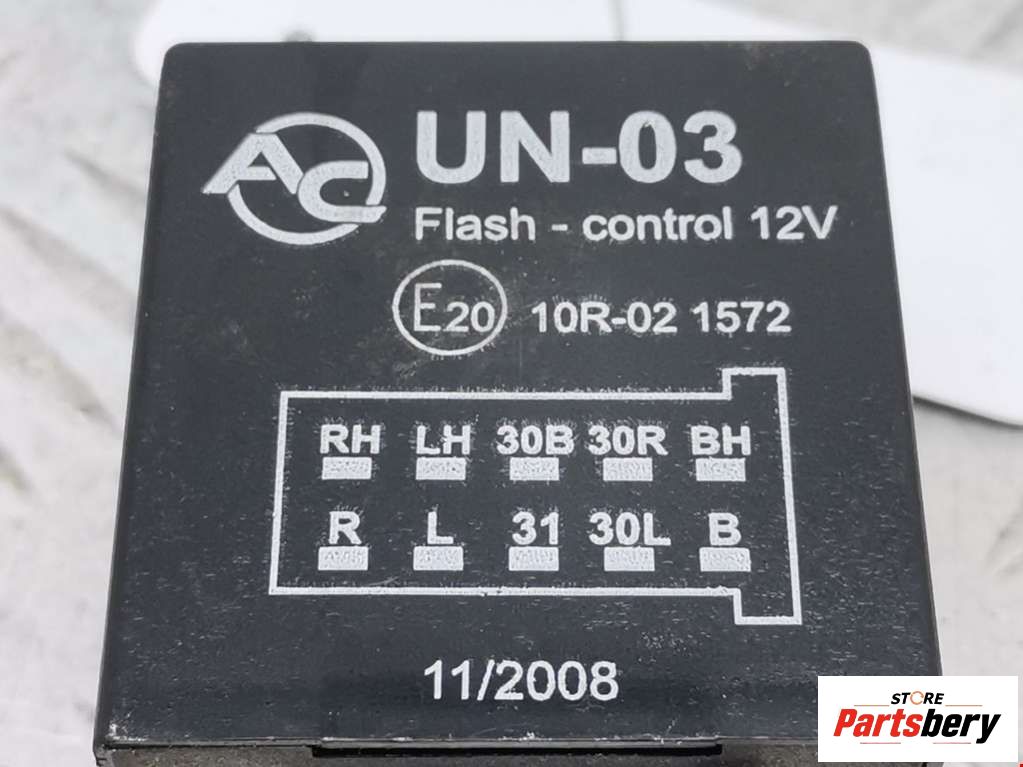 AC UN-03
Flash - control 12V
E20 10R-02 1572
RH LH 30B 30R BH
R L 31 30L B
11/2008
STORE
Partsbery